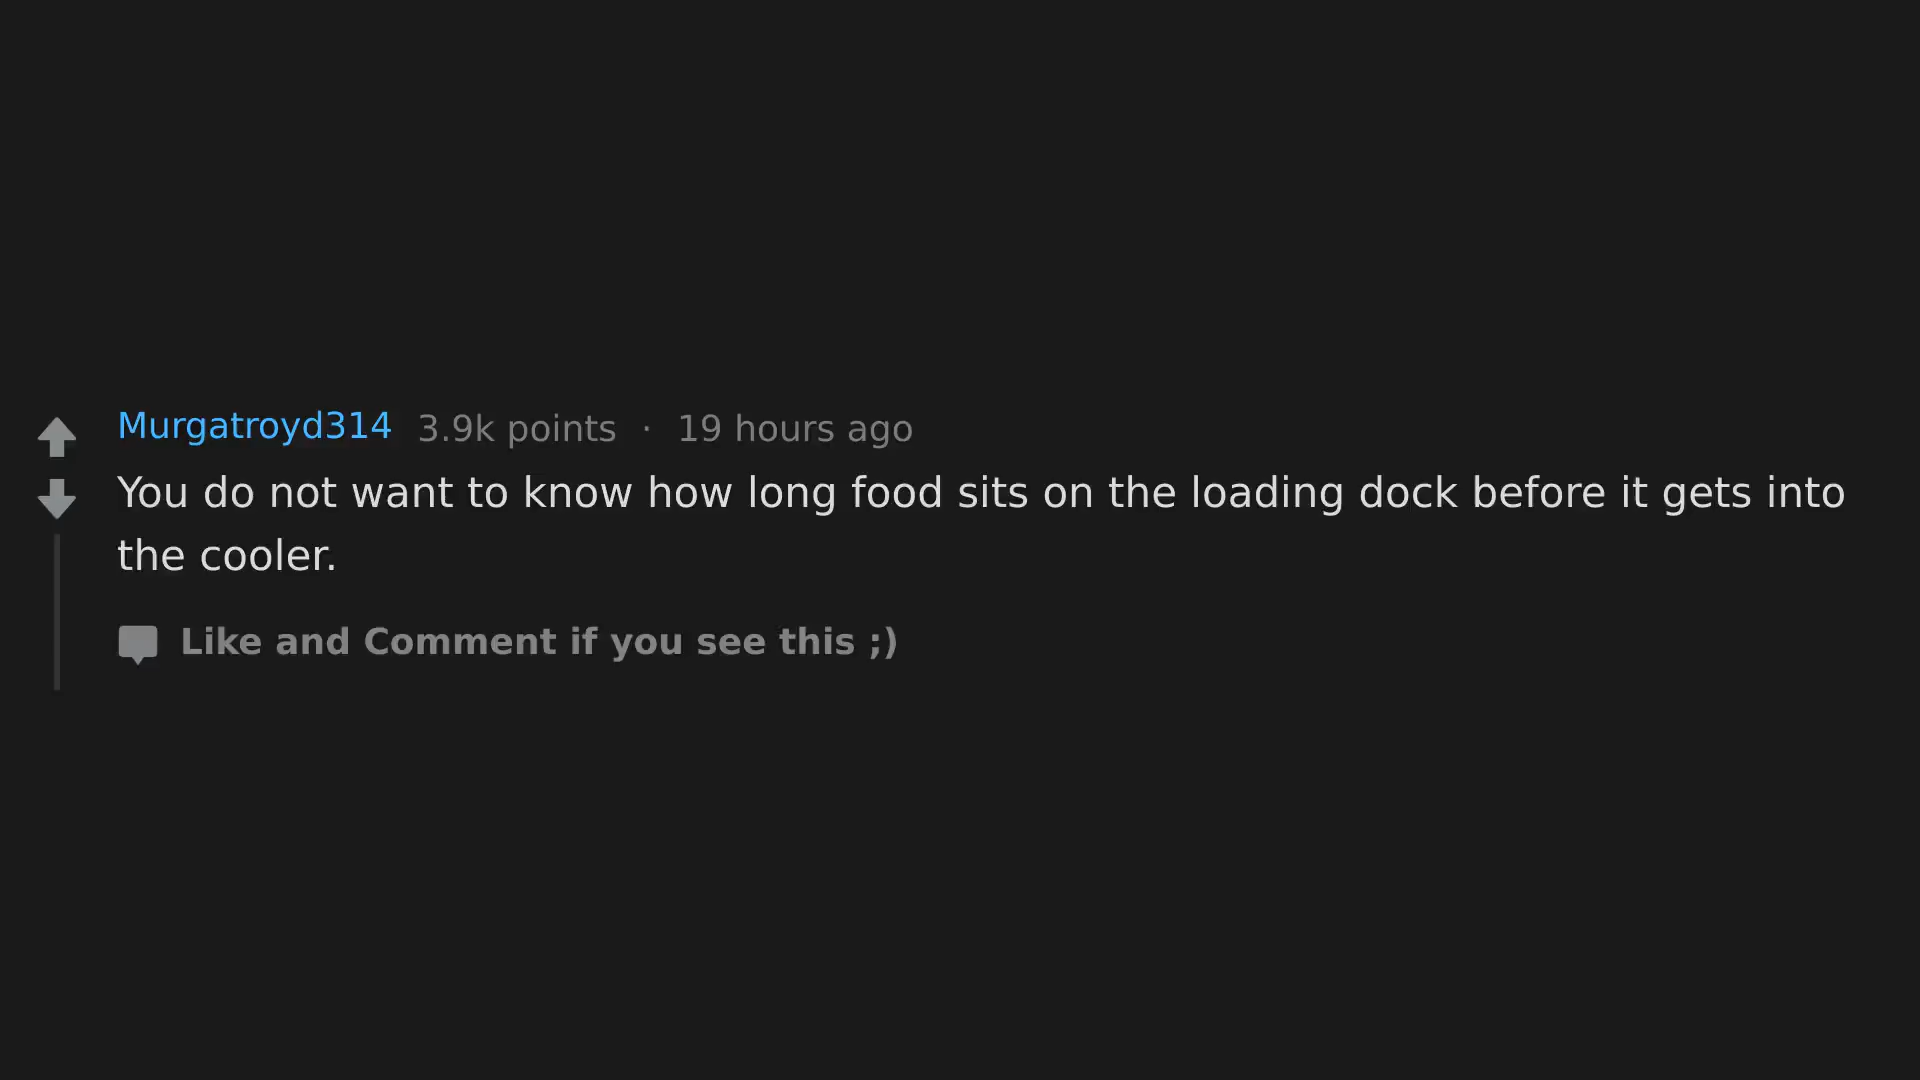 Murgatroyd314 3.9k points · 19 hours ago
You do not want to know how long food sits on the loading dock before it gets into
the cooler.
Like and Comment if you see this ;)